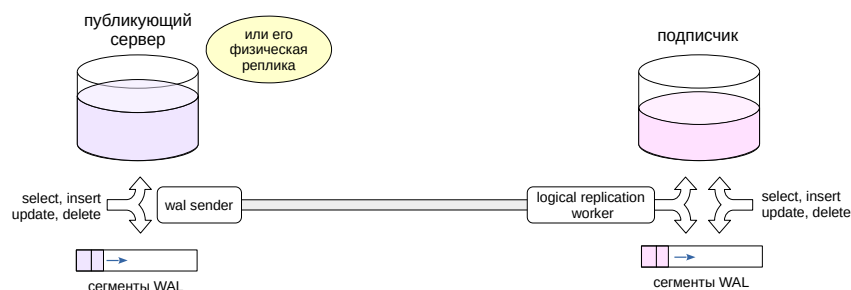 публикующий
сервер
или его
физическая
реплика
подписчик
select, insert
update, delete
wal sender
logical replication
worker
select, insert
update, delete
сегменты WAL
сегменты WAL